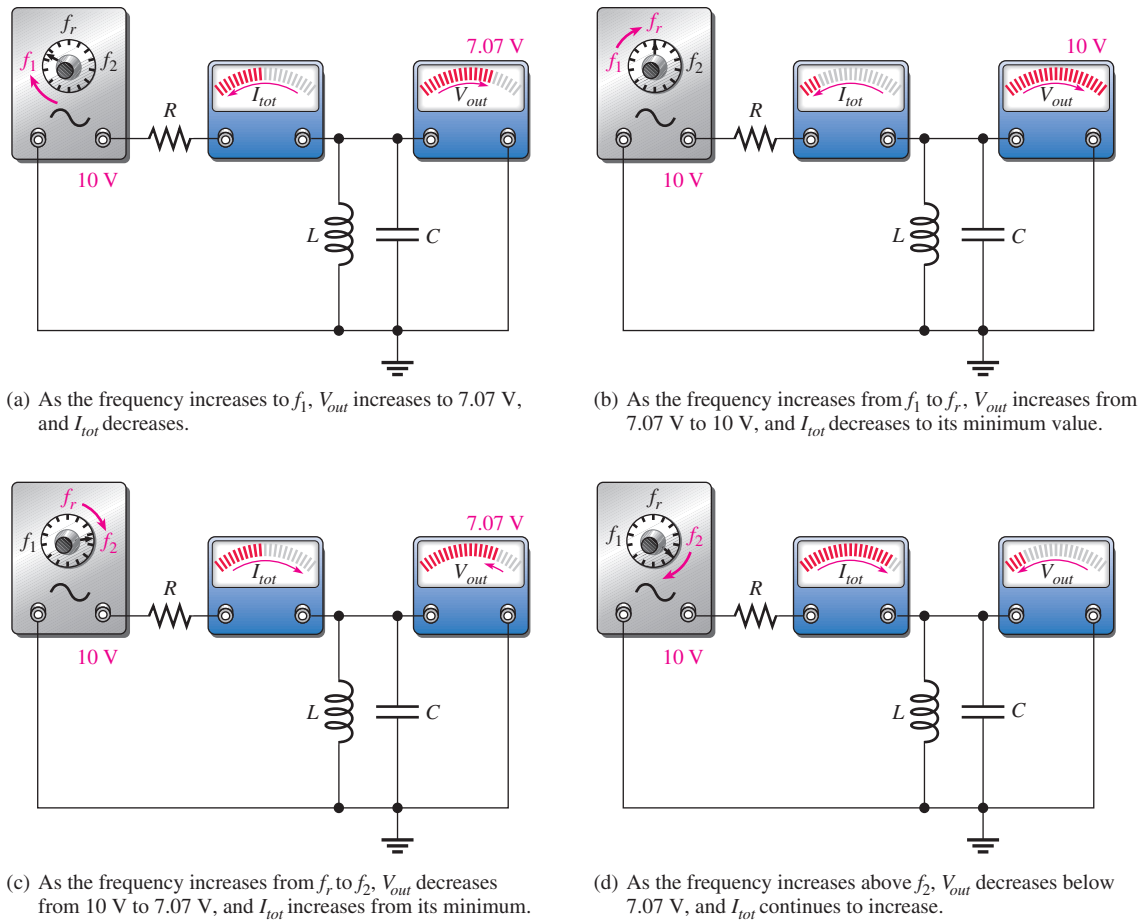 f_r
f_1
f_2
10 V
R
I_tot
7.07 V
V_out
L
C
(a) As the frequency increases to f_1, V_out increases to 7.07 V,
and I_tot decreases.
f_r
f_1
f_2
10 V
R
I_tot
10 V
V_out
L
C
(b) As the frequency increases from f_1 to f_r, V_out increases from
7.07 V to 10 V, and I_tot decreases to its minimum value.
f_r
f_1
f_2
10 V
R
I_tot
7.07 V
V_out
L
C
(c) As the frequency increases from f_r to f_2, V_out decreases
from 10 V to 7.07 V, and I_tot increases from its minimum.
f_r
f_1
f_2
10 V
R
I_tot
V_out
L
C
(d) As the frequency increases above f_2, V_out decreases below
7.07 V, and I_tot continues to increase.